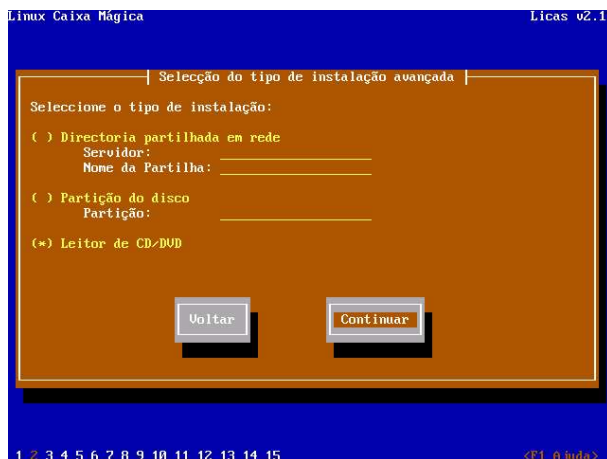 Linux Caixa Mágica Licas v2.1
Selecção do tipo de instalação avançada
Seleccione o tipo de instalação:
( ) Directoria partilhada em rede
Servidor:
Nome da Partilha:
( ) Partição do disco
Partição:
(*) Leitor de CD/DVD
Voltar Continuar
1 2 3 4 5 6 7 8 9 10 11 12 13 14 15 <F1 Ajuda>